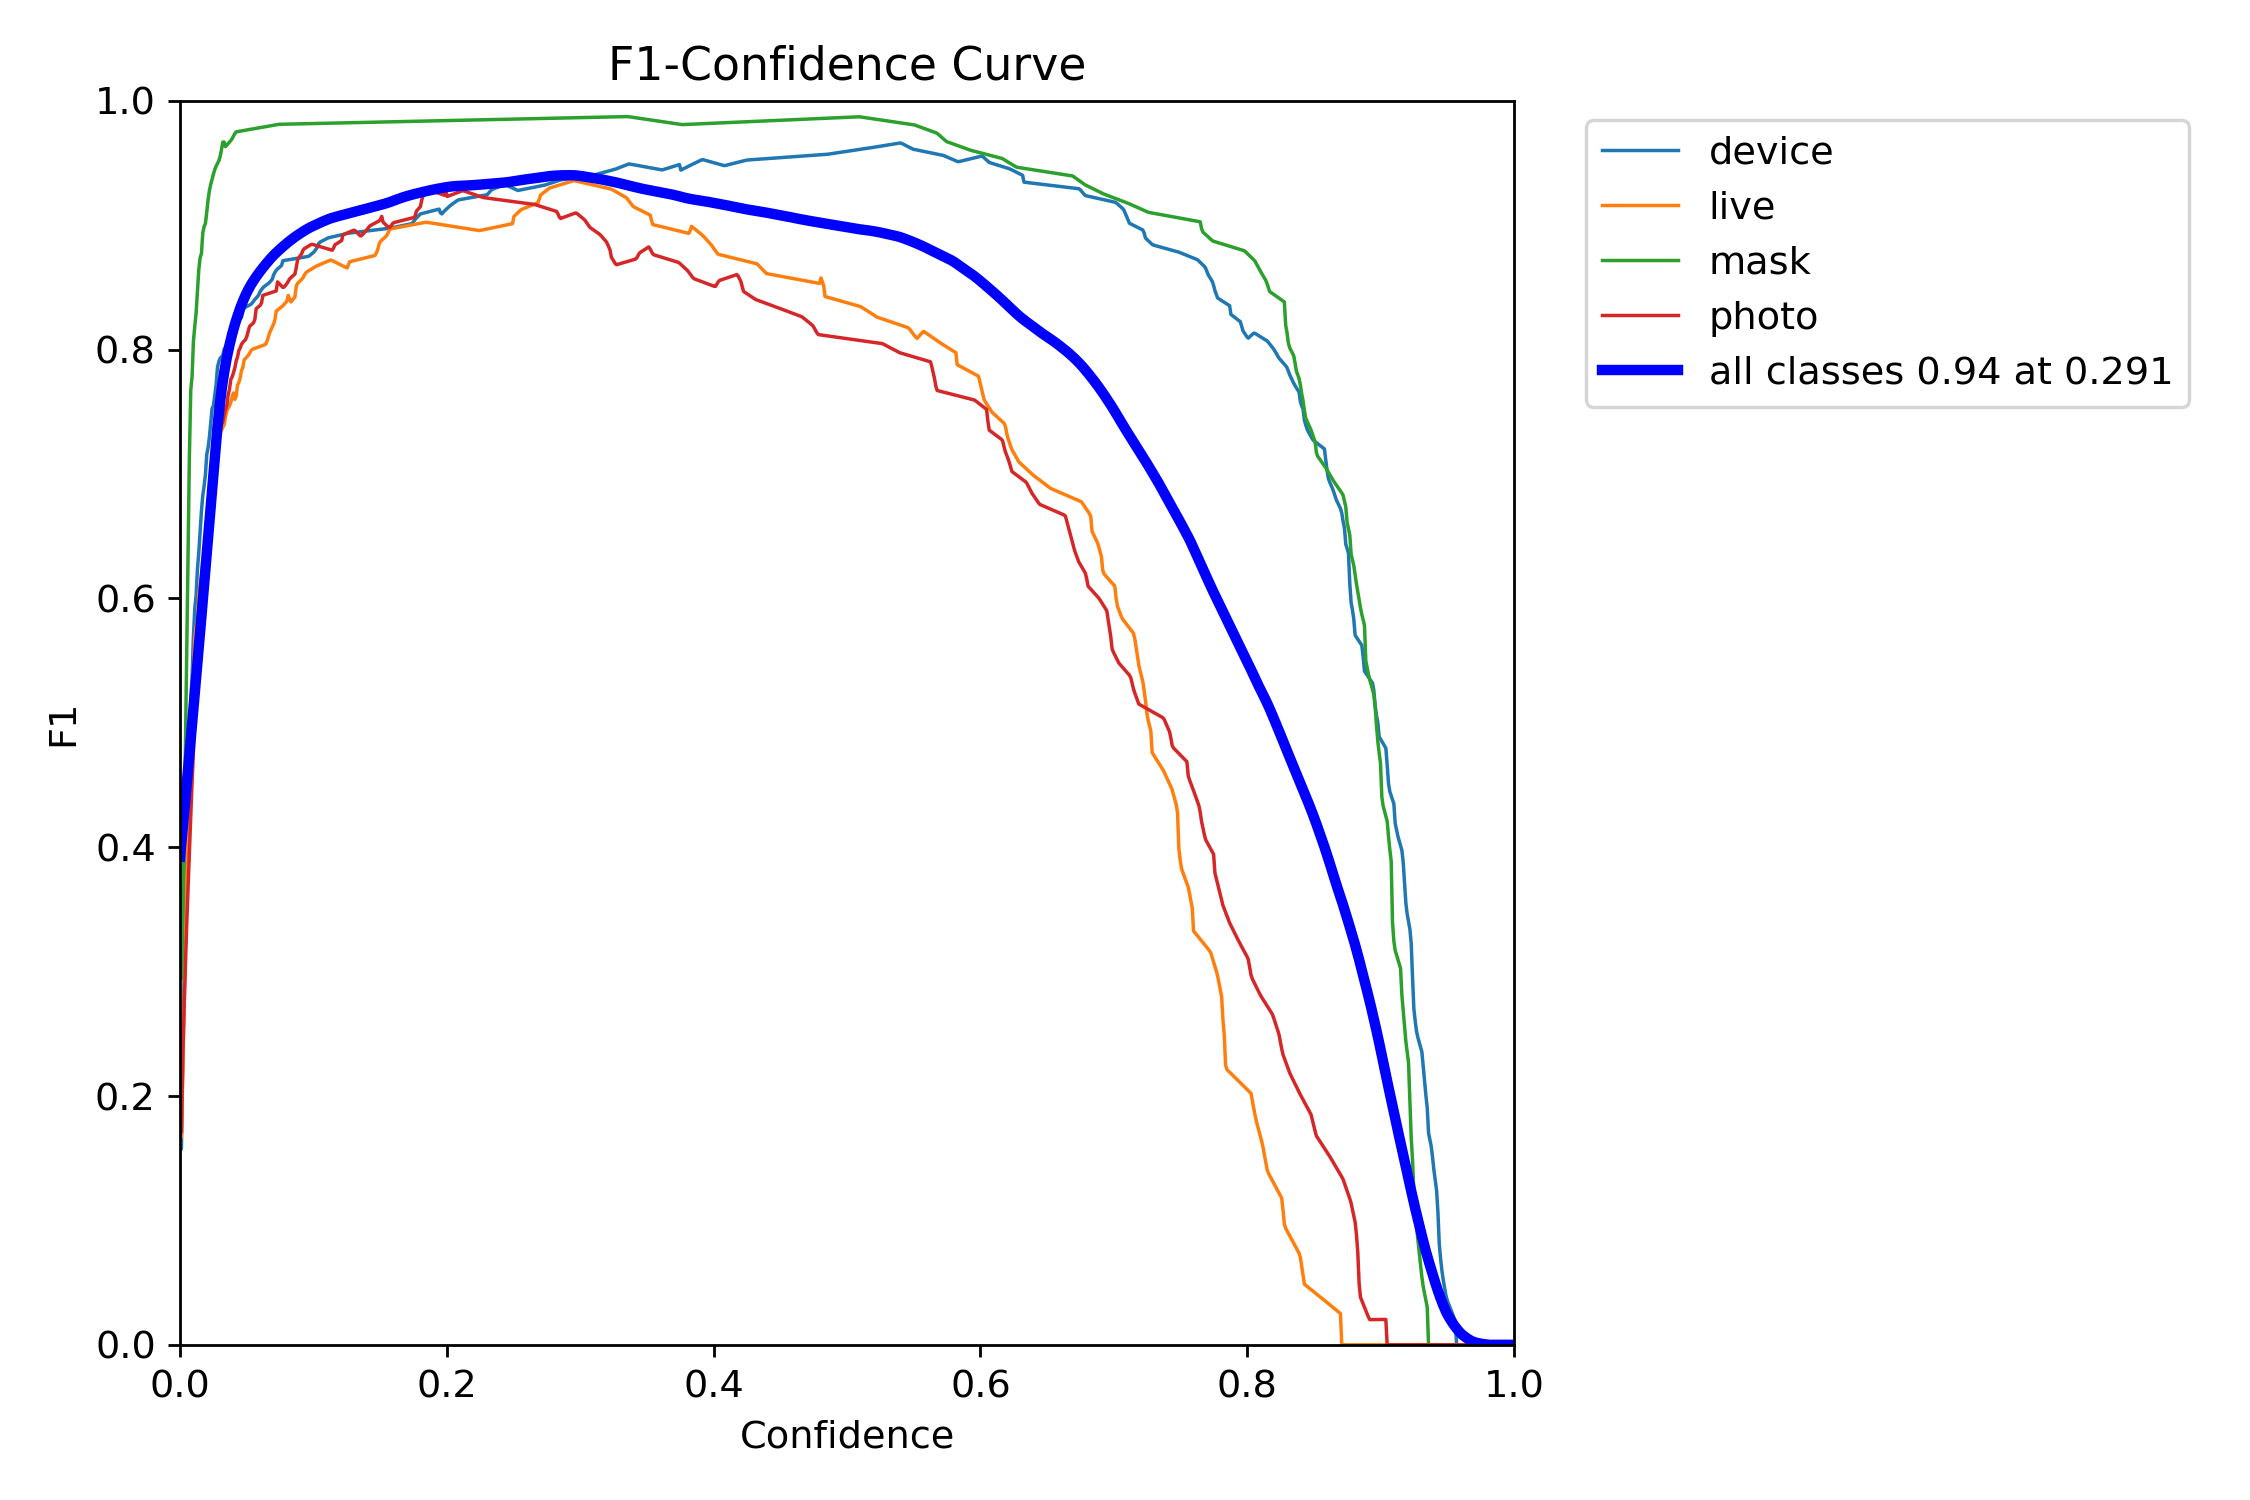 F1-Confidence Curve
1.0
0.8
0.6
0.4
0.2
0.0
F1
0.0 0.2 0.4 0.6 0.8 1.0
Confidence
device
live
mask
photo
all classes 0.94 at 0.291